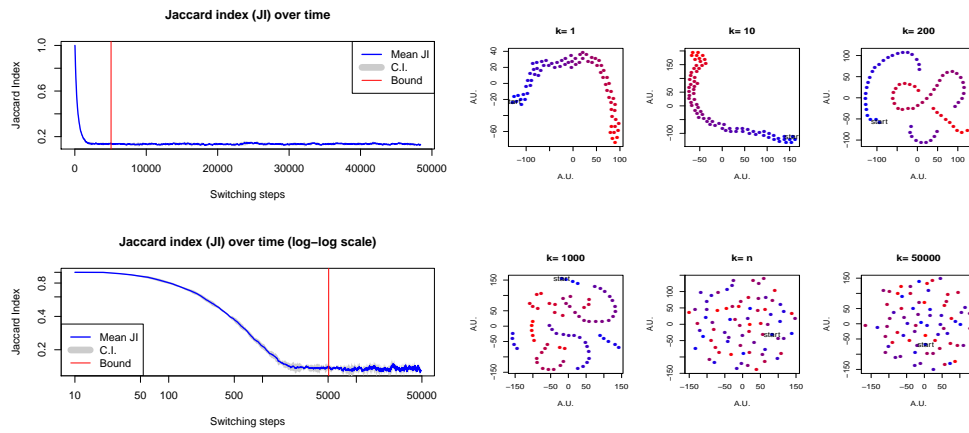 Jaccard index (JI) over time
Jaccard Index
1.0
0.6
0.2
Mean JI
C.I.
Bound
0
10000
20000
30000
40000
50000
Switching steps
k= 1
A.U.
40
20
0
−20
−60
start
−100
−50
0
50
100
A.U.
k= 10
A.U.
150
100
50
0
−100
start
−50
0
50
100
150
A.U.
k= 200
A.U.
100
50
0
−50
−100
start
−100
0
50
100
A.U.
Jaccard index (JI) over time (log−log scale)
Jaccard Index
0.8
0.4
0.2
Mean JI
C.I.
Bound
10
50
100
500
5000
50000
Switching steps
k= 1000
A.U.
150
50
0
−150
start
−150
−50
0
50
150
A.U.
k= n
A.U.
150
50
0
−150
start
−150
−50
50
150
A.U.
k= 50000
A.U.
150
50
0
−150
start
−150
−50
50
150
A.U.